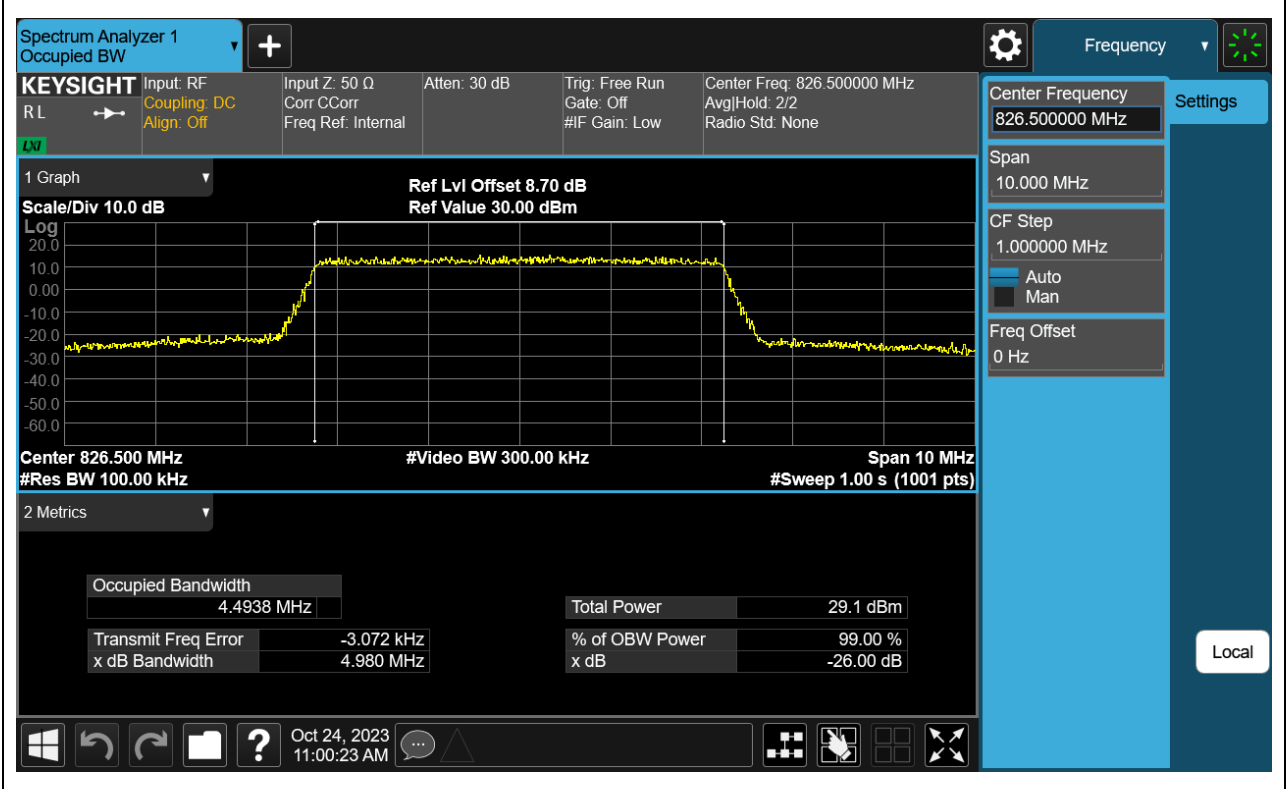 Spectrum Analyzer 1
Occupied BW
Frequency
KEYSIGHT
R L
LXI
Input: RF
Coupling: DC
Align: Off
Input Z: 50 Ω
Corr CCorr
Freq Ref: Internal
Atten: 30 dB
Trig: Free Run
Gate: Off
#IF Gain: Low
Center Freq: 826.500000 MHz
Avg|Hold: 2/2
Radio Std: None
Center Frequency
826.500000 MHz
Settings
Span
10.000 MHz
CF Step
1.000000 MHz
Auto
Man
Freq Offset
0 Hz
Local
1 Graph
Scale/Div 10.0 dB
Ref Lvl Offset 8.70 dB
Ref Value 30.00 dBm
Log
20.0
10.0
0.00
-10.0
-20.0
-30.0
-40.0
-50.0
-60.0
Center 826.500 MHz
#Video BW 300.00 kHz
Span 10 MHz
#Res BW 100.00 kHz
#Sweep 1.00 s (1001 pts)
2 Metrics
Occupied Bandwidth
4.4938 MHz
Total Power 29.1 dBm
Transmit Freq Error -3.072 kHz
% of OBW Power 99.00 %
x dB Bandwidth 4.980 MHz
x dB -26.00 dB
?
Oct 24, 2023
11:00:23 AM